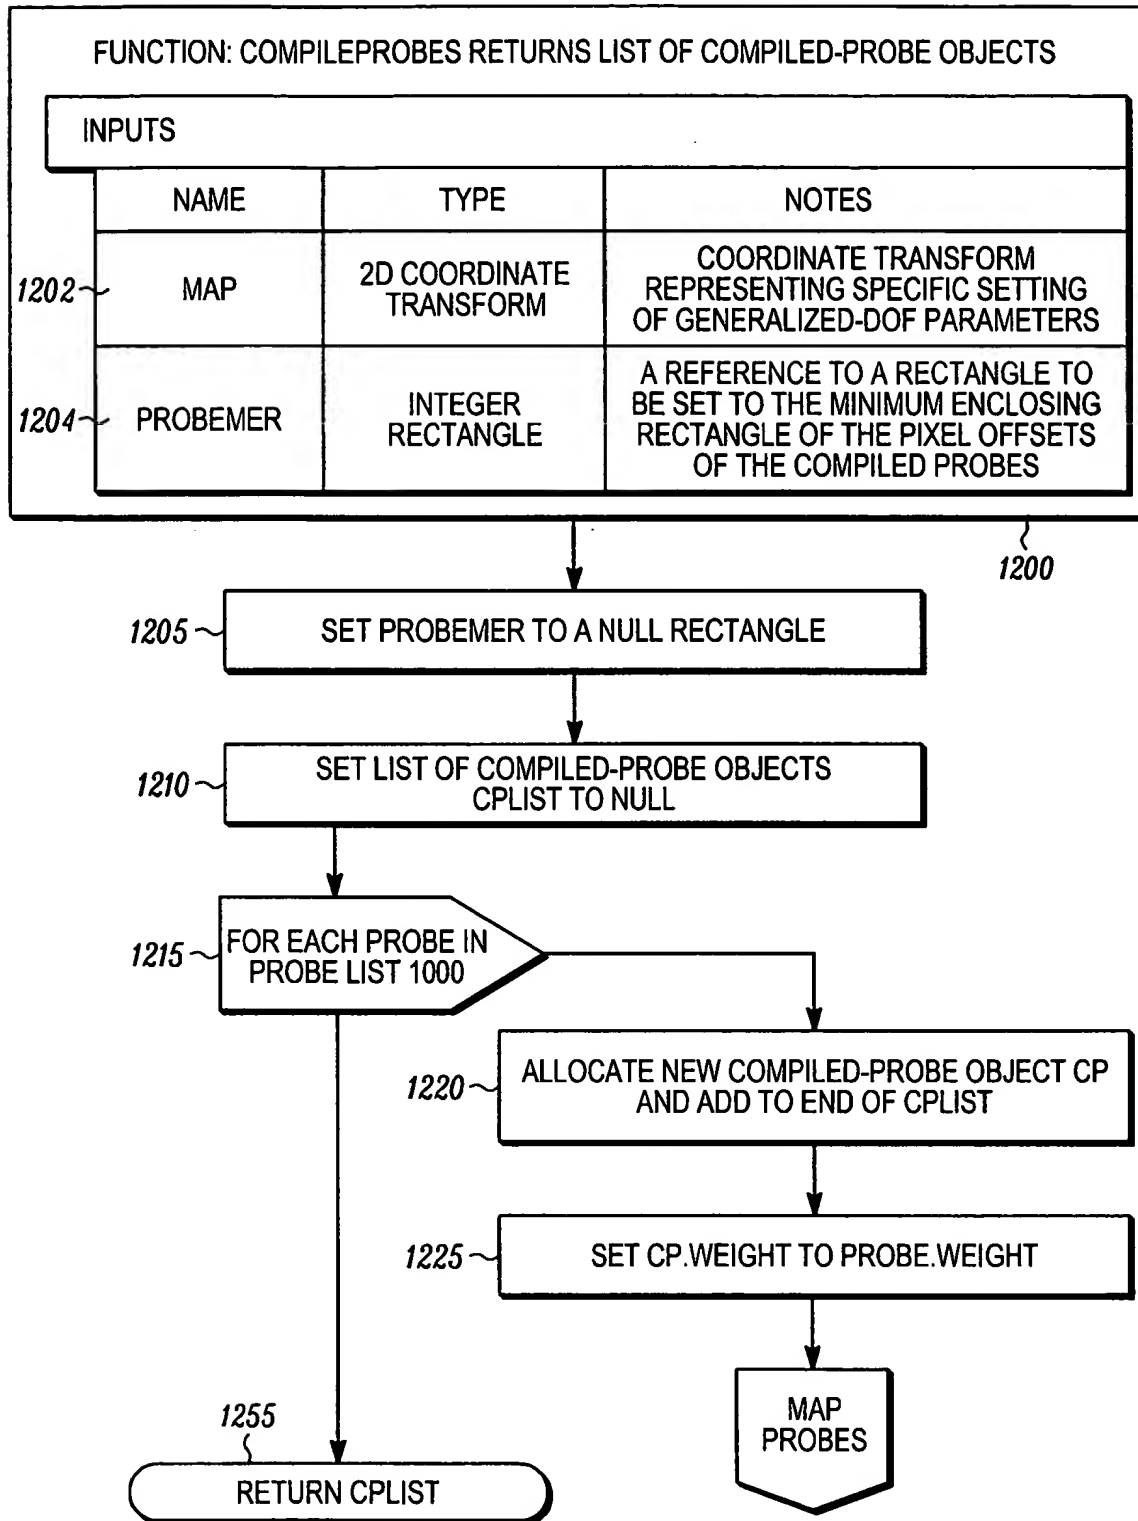 FUNCTION: COMPILEPROBES RETURNS LIST OF COMPILED-PROBE OBJECTS
INPUTS
NAME
TYPE
NOTES
1202
MAP
2D COORDINATE
TRANSFORM
COORDINATE TRANSFORM
REPRESENTING SPECIFIC SETTING
OF GENERALIZED-DOF PARAMETERS
1204
PROBEMER
INTEGER
RECTANGLE
A REFERENCE TO A RECTANGLE TO
BE SET TO THE MINIMUM ENCLOSING
RECTANGLE OF THE PIXEL OFFSETS
OF THE COMPILED PROBES
1200
1205
SET PROBEMER TO A NULL RECTANGLE
1210
SET LIST OF COMPILED-PROBE OBJECTS
CPLIST TO NULL
1215
FOR EACH PROBE IN
PROBE LIST 1000
1220
ALLOCATE NEW COMPILED-PROBE OBJECT CP
AND ADD TO END OF CPLIST
1225
SET CP.WEIGHT TO PROBE.WEIGHT
MAP
PROBES
1255
RETURN CPLIST